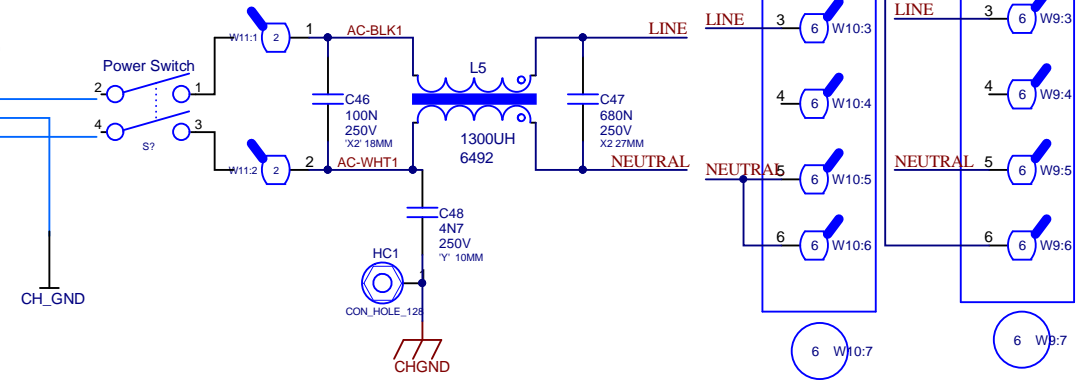 Power Switch
2
1
4
3
S?
CH_GND
W11:1
2
1
AC-BLK1
W11:2
2
2
AC-WHT1
C46
100N
250V
'X2' 18MM
L5
1300UH
6492
C47
680N
250V
X2 27MM
LINE
NEUTRAL
C48
4N7
250V
'Y' 10MM
HC1
1
CON_HOLE_128
CHGND
LINE
3
6
W10:3
4
6
W10:4
NEUTRAL
5
6
W10:5
6
6
W10:6
6
W10:7
LINE
3
6
W9:3
4
6
W9:4
NEUTRAL
5
6
W9:5
6
6
W9:6
6
W9:7